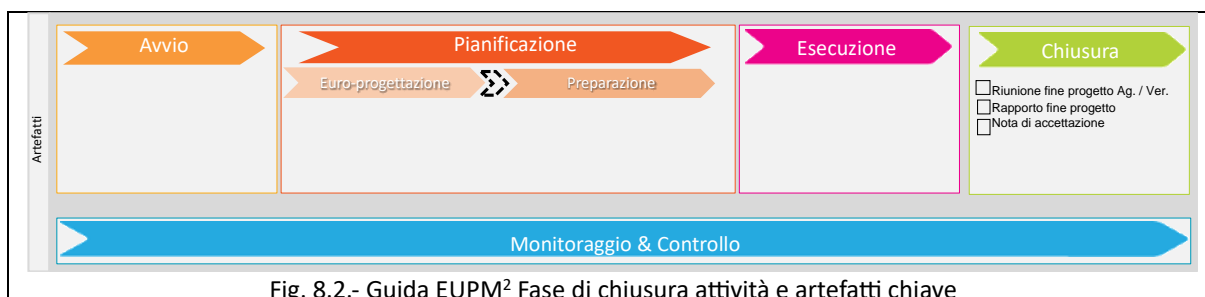 Artefatti
Avvio
Pianificazione
Euro-progettazione
Preparazione
Esecuzione
Chiusura
Riunione fine progetto Ag. / Ver.
Rapporto fine progetto
Nota di accettazione
Monitoraggio & Controllo
Fig. 8.2.- Guida EUPM² Fase di chiusura attività e artefatti chiave